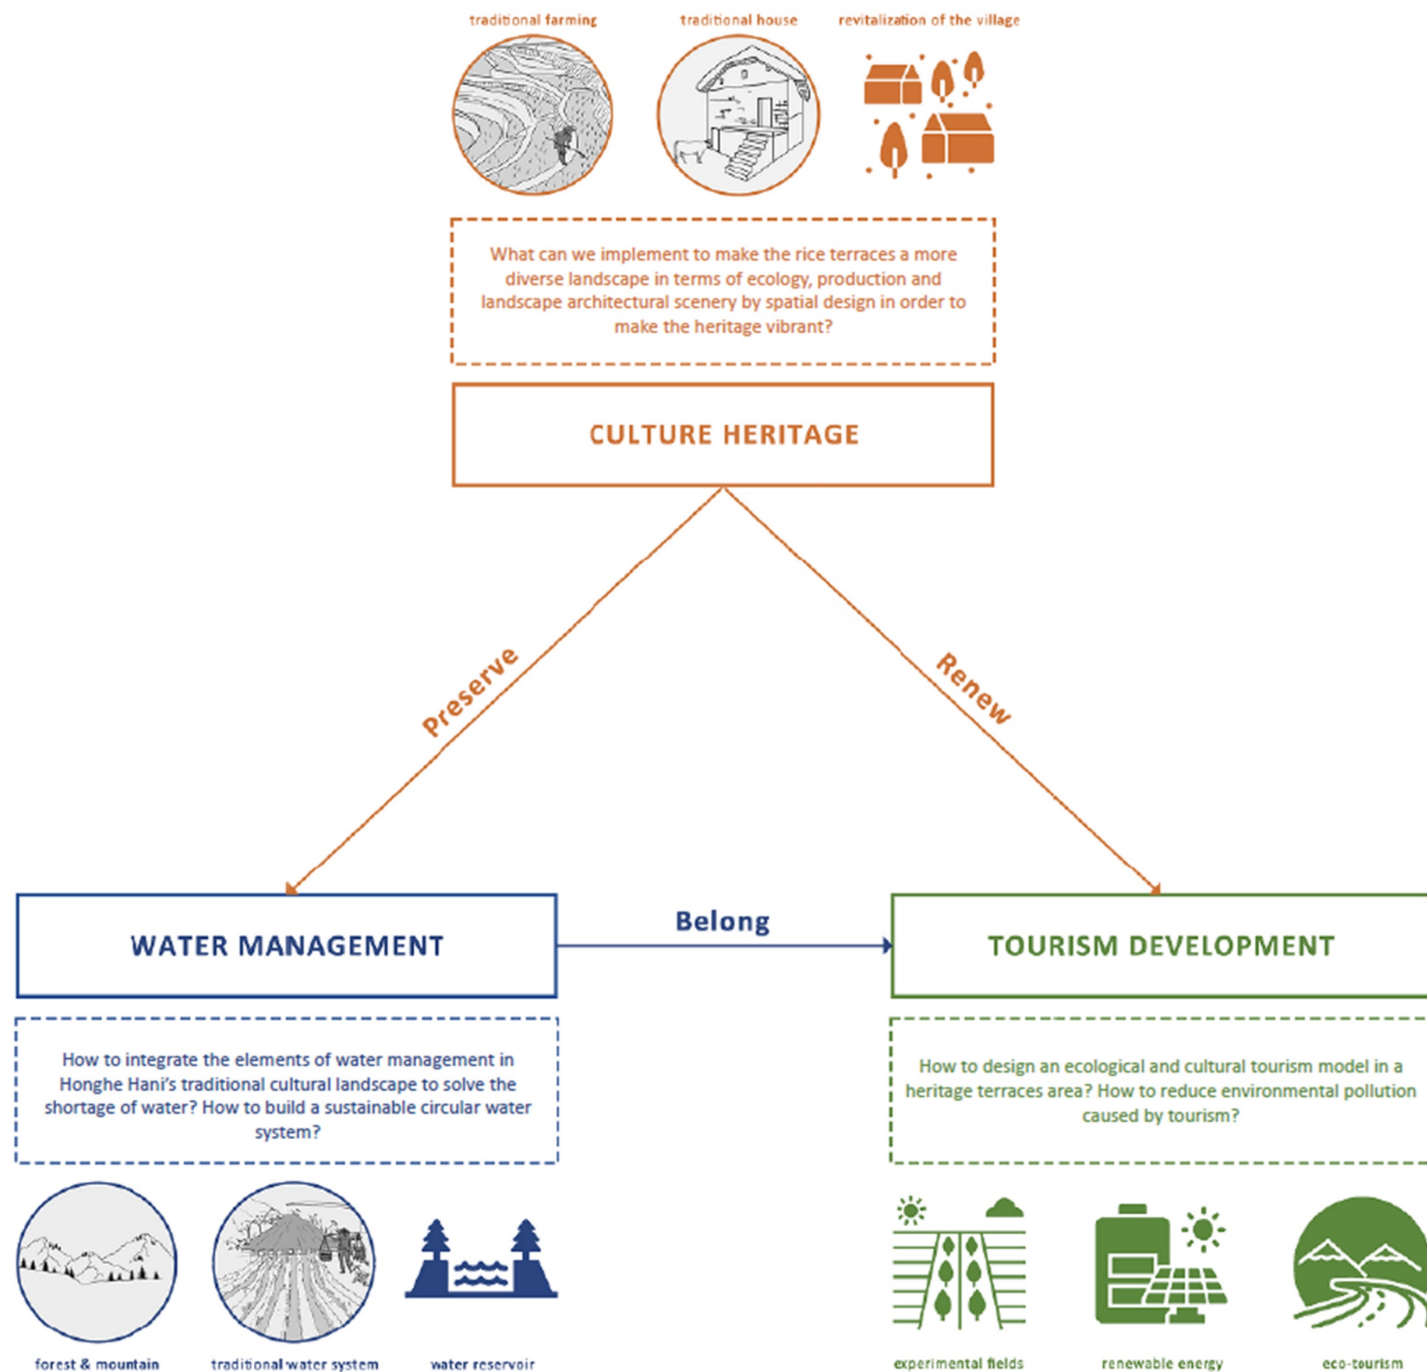 traditional farming
traditional house
revitalization of the village
What can we implement to make the rice terraces a more
diverse landscape in terms of ecology, production and
landscape architectural scenery by spatial design in order to
make the heritage vibrant?
CULTURE HERITAGE
Preserve
Renew
WATER MANAGEMENT
Belong
TOURISM DEVELOPMENT
How to integrate the elements of water management in
Honghe Hani's traditional cultural landscape to solve the
shortage of water? How to build a sustainable circular water
system?
How to design an ecological and cultural tourism model in a
heritage terraces area? How to reduce environmental pollution
caused by tourism?
forest & mountain
traditional water system
water reservoir
experimental fields
renewable energy
eco-tourism